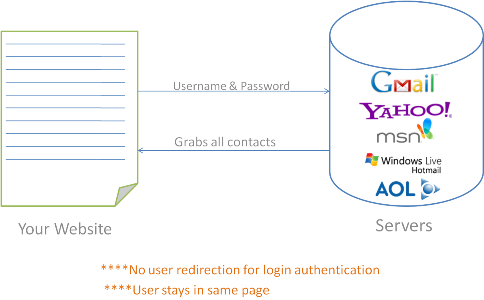 Username & Password
Grabs all contacts
Gmail
YAHOO!
msn
Windows Live
Hotmail
AOL
Your Website
Servers
****No user redirection for login authentication
****User stays in same page